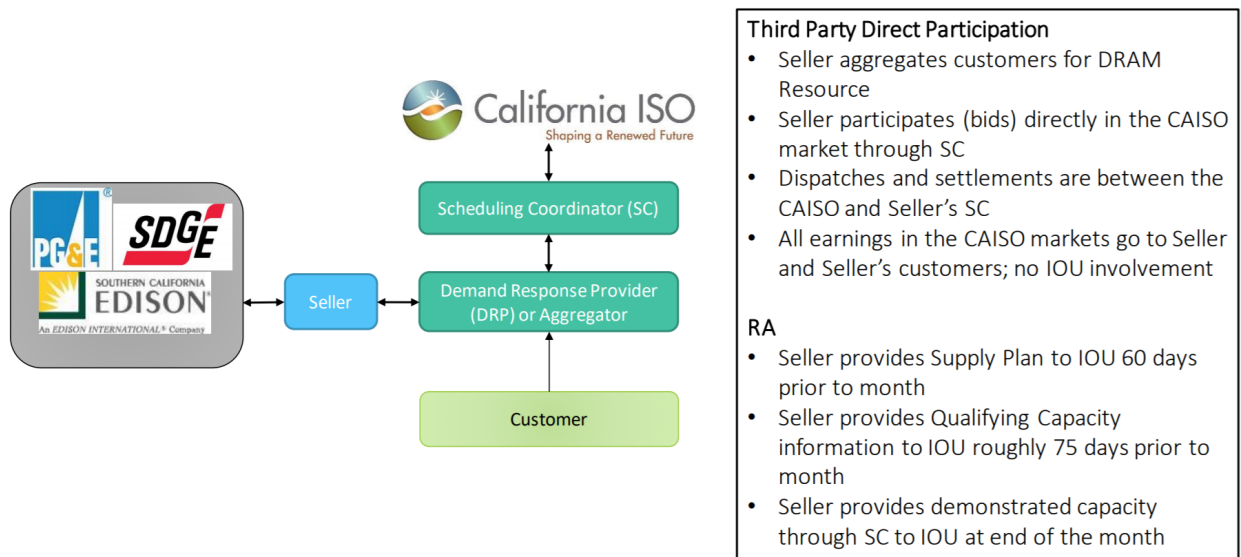 California ISO
Shaping a Renewed Future
Scheduling Coordinator (SC)
PG&E
®
SDGE
SOUTHERN CALIFORNIA
EDISON®
An EDISON INTERNATIONAL® Company
Seller
Demand Response Provider
(DRP) or Aggregator
Customer
Third Party Direct Participation
• Seller aggregates customers for DRAM
Resource
• Seller participates (bids) directly in the CAISO
market through SC
• Dispatches and settlements are between the
CAISO and Seller’s SC
• All earnings in the CAISO markets go to Seller
and Seller’s customers; no IOU involvement
RA
• Seller provides Supply Plan to IOU 60 days
prior to month
• Seller provides Qualifying Capacity
information to IOU roughly 75 days prior to
month
• Seller provides demonstrated capacity
through SC to IOU at end of the month